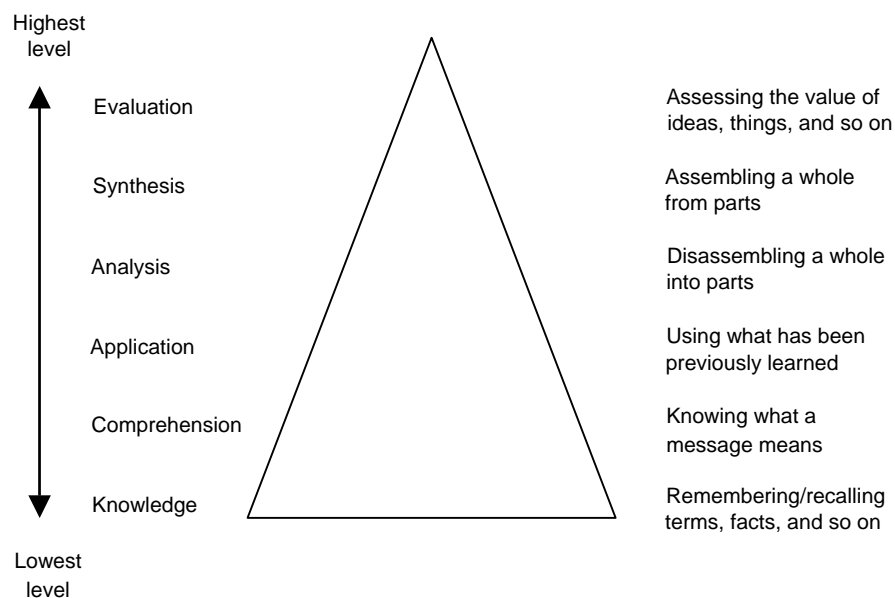 Highest
level
Evaluation
Assessing the value of
ideas, things, and so on
Synthesis
Assembling a whole
from parts
Analysis
Disassembling a whole
into parts
Application
Using what has been
previously learned
Comprehension
Knowing what a
message means
Knowledge
Remembering/recalling
terms, facts, and so on
Lowest
level